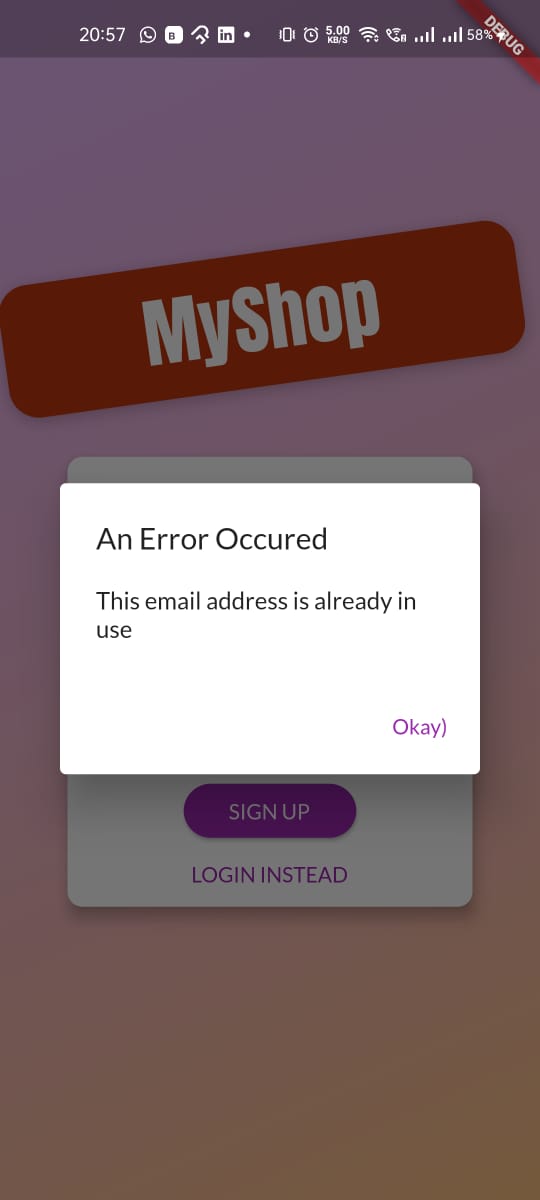 20:57
B
in
5.00
KB/S
58%
DEBUG
MyShop
An Error Occured
This email address is already in
use
Okay)
SIGN UP
LOGIN INSTEAD